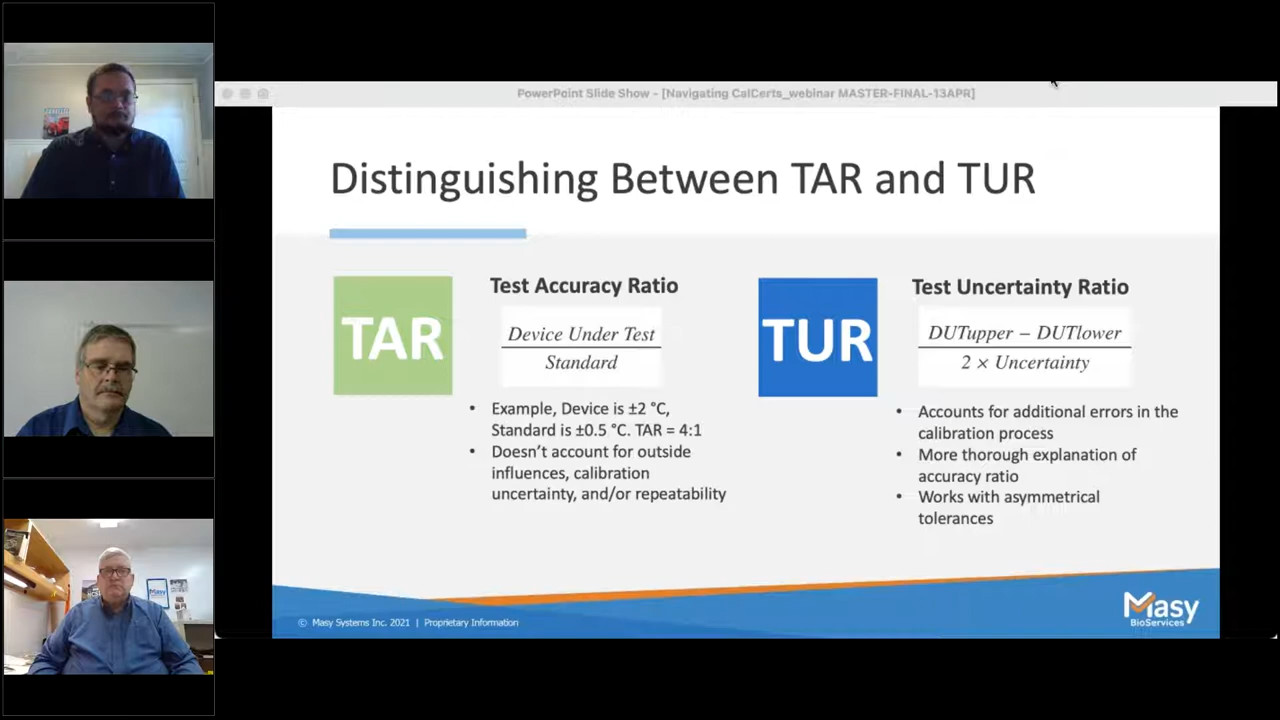 PowerPoint Slide Show - [Navigating CalCerts_webinar MASTER-FINAL-13APR]
Distinguishing Between TAR and TUR
TAR
Test Accuracy Ratio
Device Under Test
Standard
• Example, Device is ±2 °C,
Standard is ±0.5 °C. TAR = 4:1
• Doesn’t account for outside
influences, calibration
uncertainty, and/or repeatability
TUR
Test Uncertainty Ratio
DUTupper − DUTlower
2 × Uncertainty
• Accounts for additional errors in the
calibration process
• More thorough explanation of
accuracy ratio
• Works with asymmetrical
tolerances
© Masy Systems Inc. 2021 | Proprietary Information
Masy
BioServices
Masy